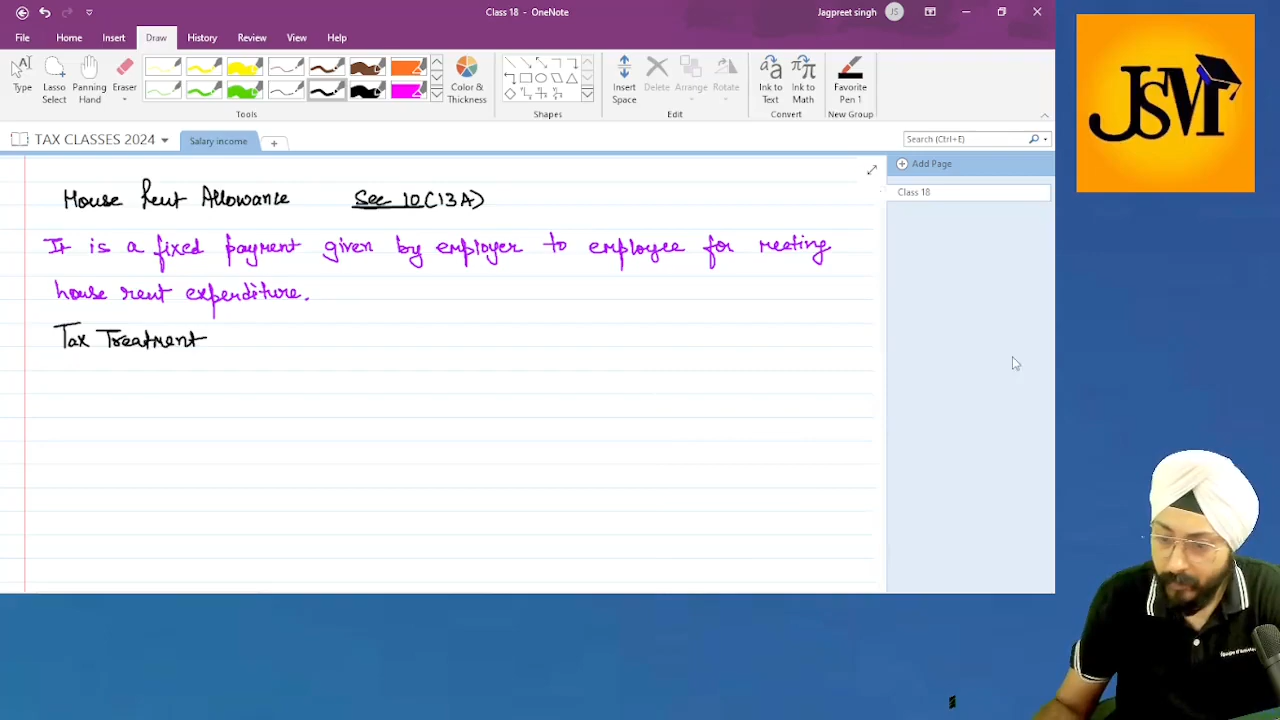 Class 18 - OneNote
Jagpreet singh JS
File Home Insert Draw History Review View Help
Type Lasso Select Panning Hand Eraser Color & Thickness Insert Space Delete Arrange Rotate Ink to Text Ink to Math Favorite Pen 1
Tools Shapes Edit Convert New Group
TAX CLASSES 2024 Salary income Search (Ctrl+E)
Add Page
Class 18
House Rent Allowance Sec 10(13A)
It is a fixed payment given by employer to employee for meeting
house rent expenditure.
Tax Treatment
JSM